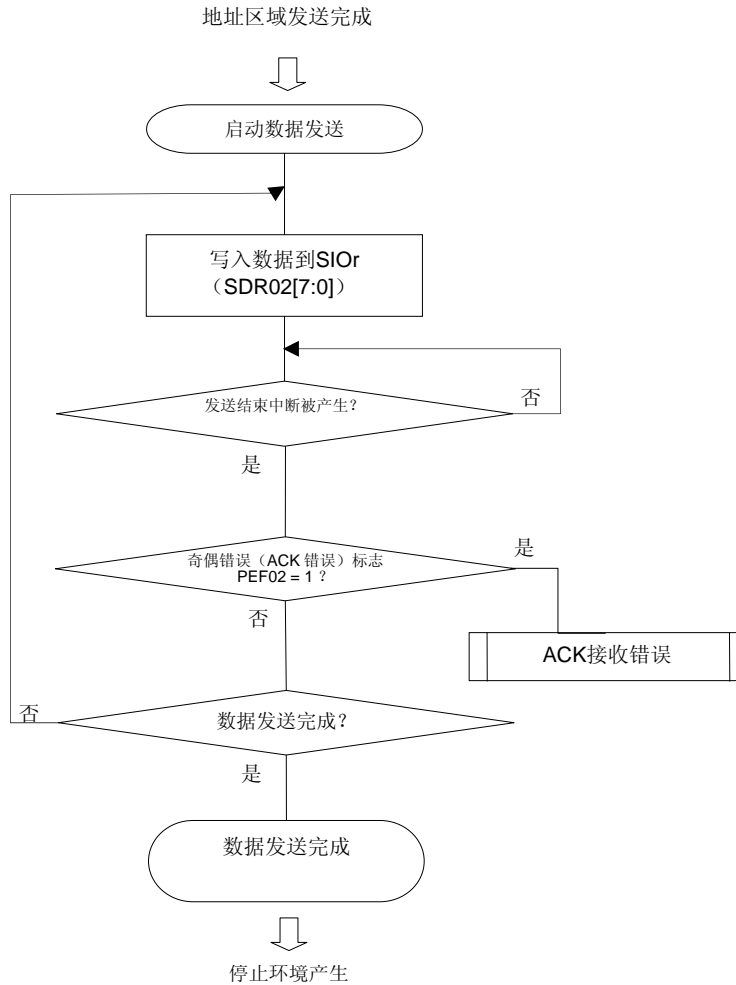 地址区域发送完成
启动数据发送
写入数据到SIOr
（SDR02[7:0]）
发送结束中断被产生？
否
是
奇偶错误（ACK 错误）标志
PEF02 = 1 ？
是
否
ACK接收错误
数据发送完成？
否
是
数据发送完成
停止环境产生